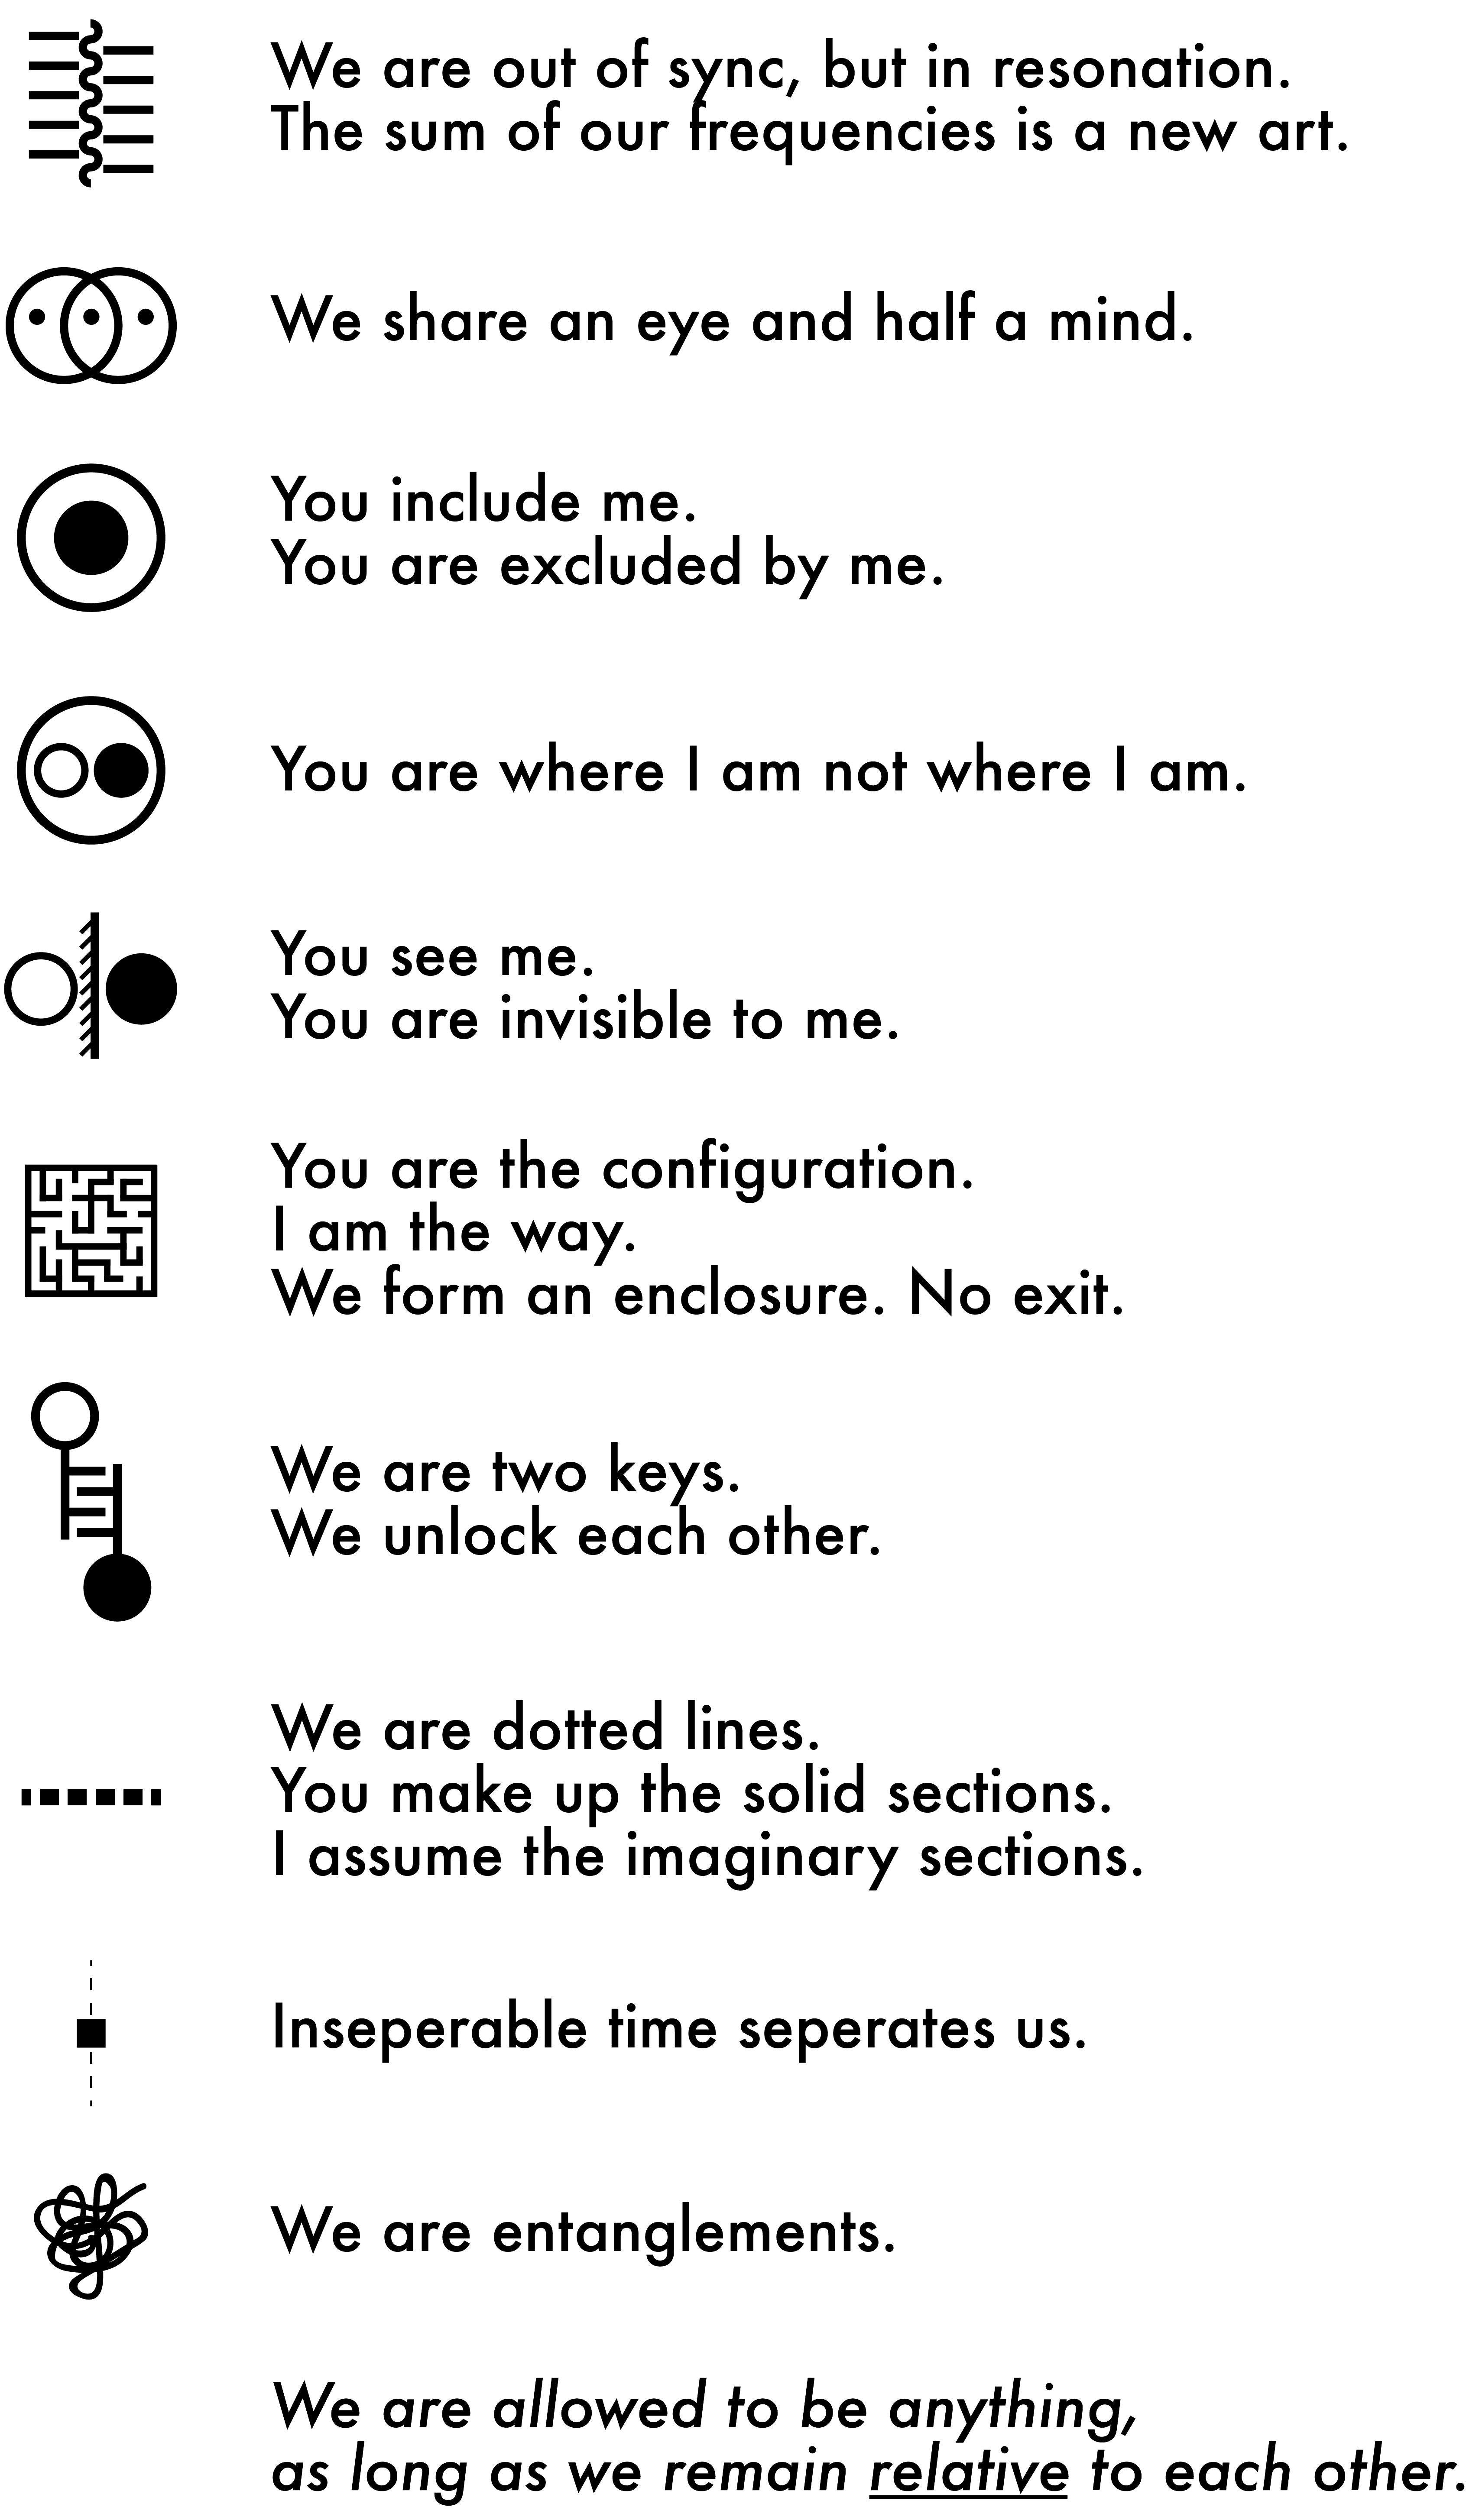 We are out of sync, but in resonation.
The sum of our frequencies is a new art.
We share an eye and half a mind.
You include me.
You are excluded by me.
You are where I am not where I am.
You see me.
You are invisible to me.
You are the configuration.
I am the way.
We form an enclosure. No exit.
We are two keys.
We unlock each other.
We are dotted lines.
You make up the solid sections.
I assume the imaginary sections.
Inseperable time seperates us.
We are entanglements.
We are allowed to be anything,
as long as we remain relative to each other.